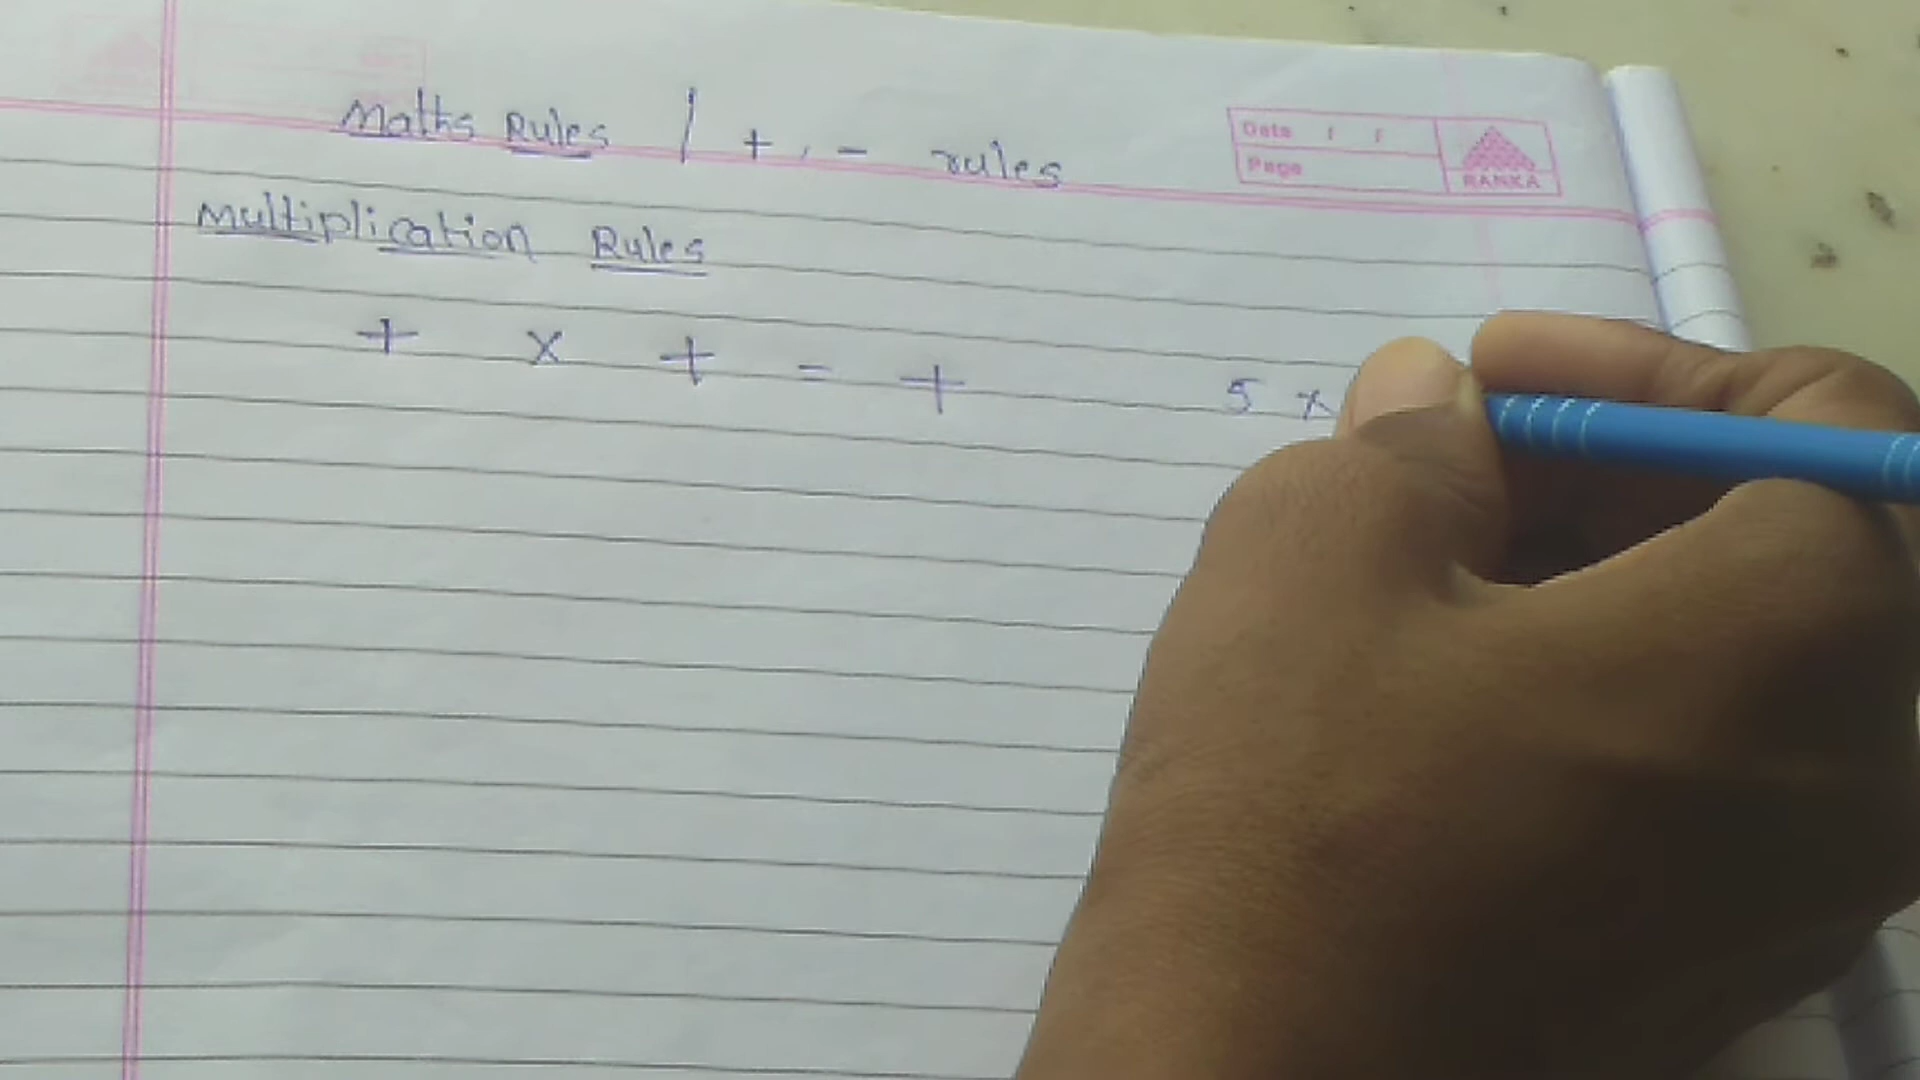 Maths Rules | + , - rules
Date / /
Page
RANKA
Multiplication Rules
+ x + = + 5 x